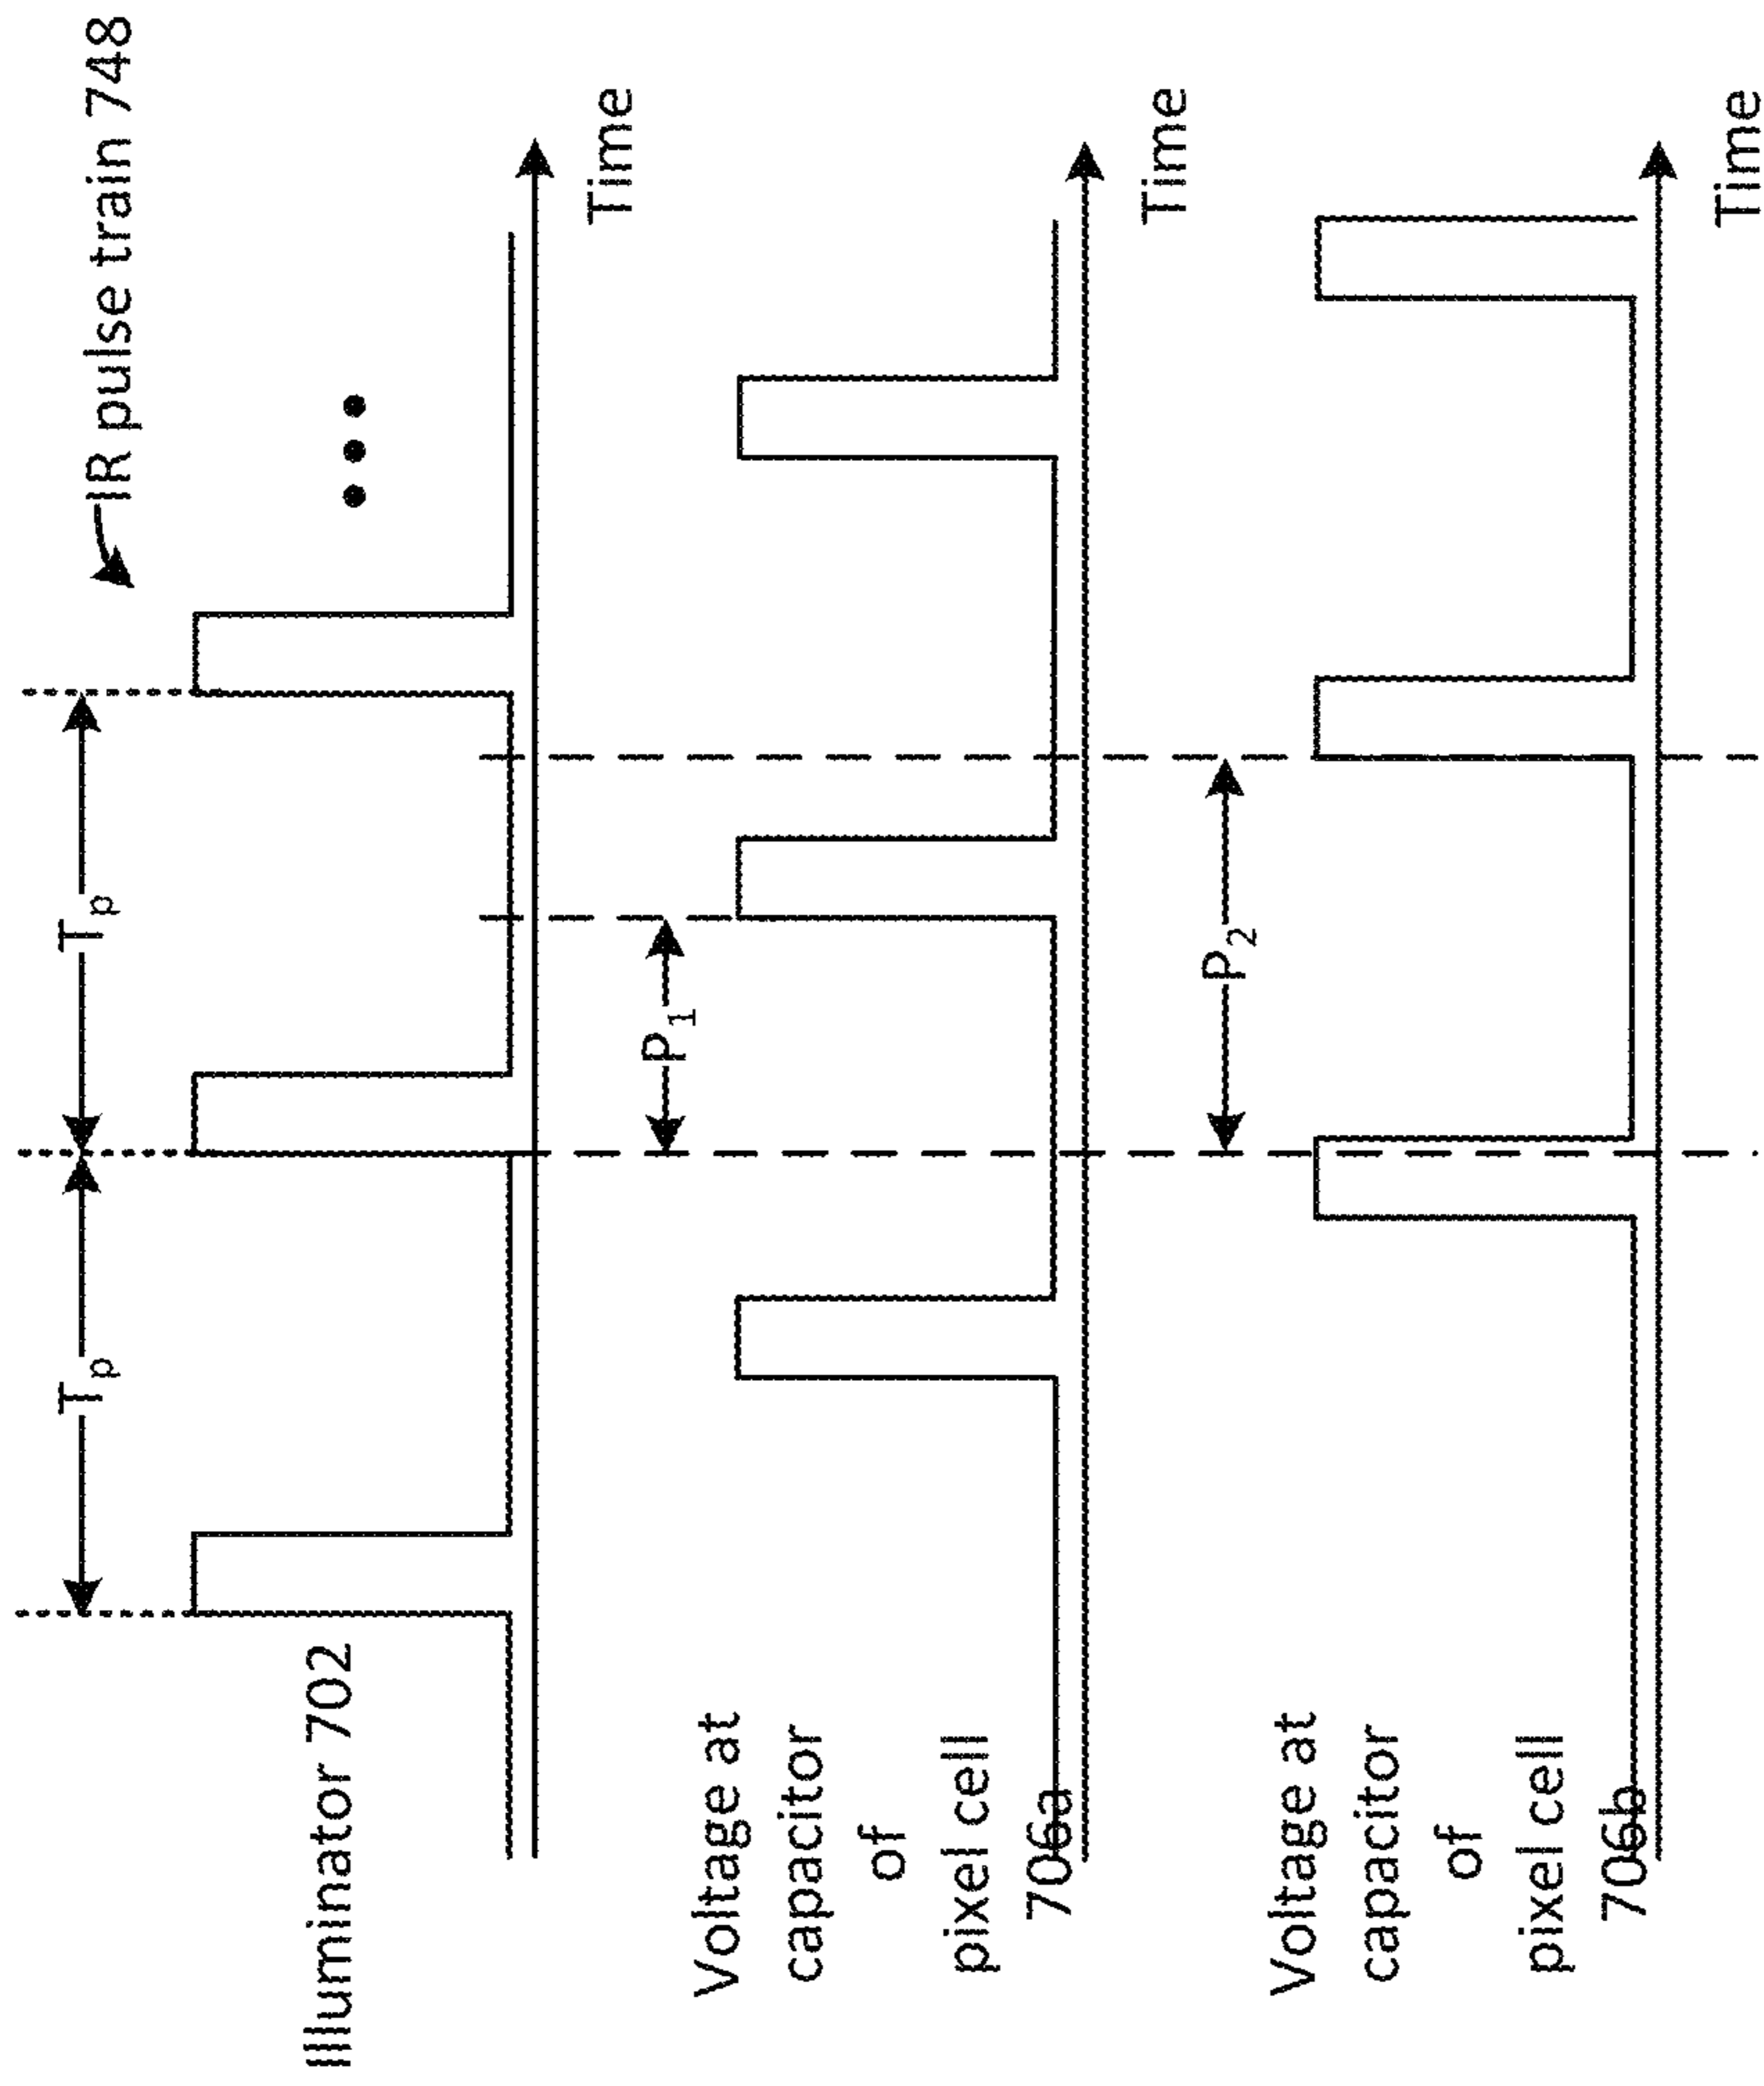 IR pulse train 748
Tp
Tp
Illuminator 702
Time
P1
Voltage at
capacitor
of
pixel cell
706a
Time
P2
Voltage at
capacitor
of
pixel cell
706b
Time